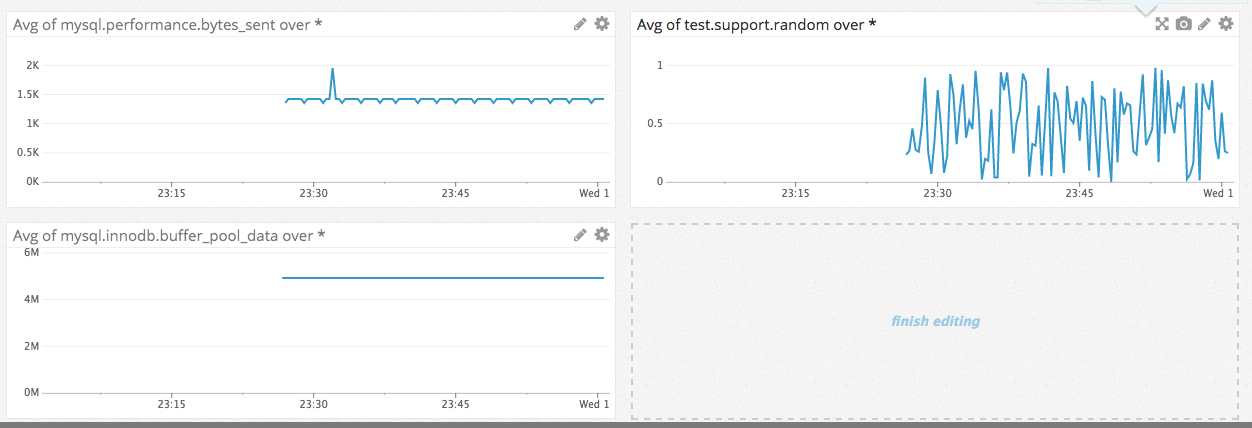 Avg of mysql.performance.bytes_sent over *
2K
1.5K
1K
0.5K
0K
23:15 23:30 23:45 Wed 1
Avg of test.support.random over *
1
0.5
0
23:15 23:30 23:45 Wed 1
Avg of mysql.innodb.buffer_pool_data over *
6M
4M
2M
0M
23:15 23:30 23:45 Wed 1
finish editing